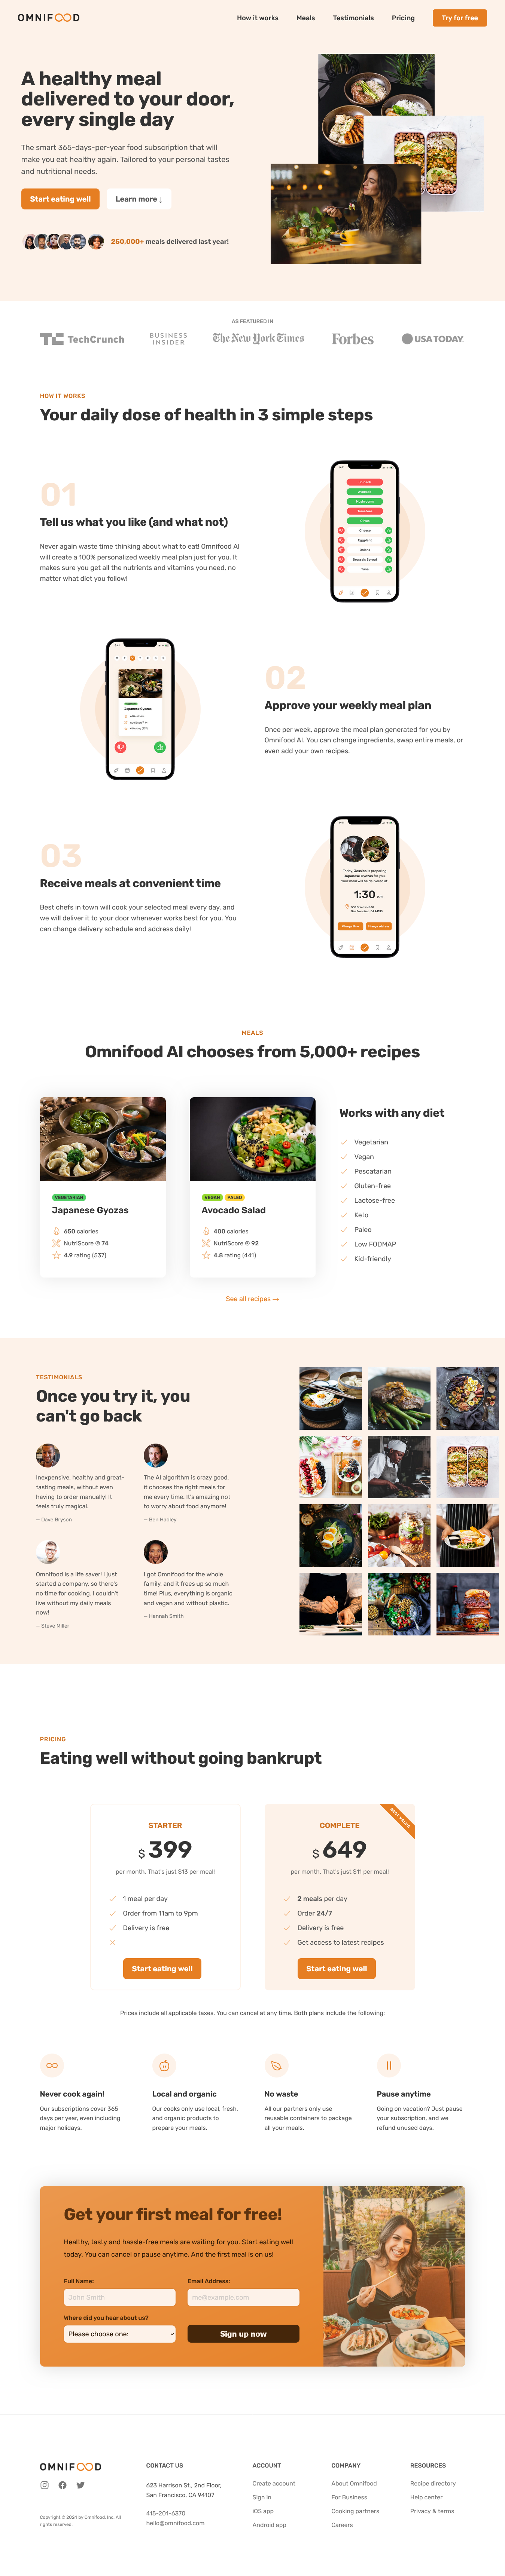 OMNIFOOD
How it works
Meals
Testimonials
Pricing
Try for free
A healthy meal
delivered to your door,
every single day
The smart 365-days-per-year food subscription that will
make you eat healthy again. Tailored to your personal tastes
and nutritional needs.
Start eating well
Learn more ↓
250,000+ meals delivered last year!
AS FEATURED IN
TechCrunch
BUSINESS
INSIDER
The New York Times
Forbes
USA TODAY
HOW IT WORKS
Your daily dose of health in 3 simple steps
01
Tell us what you like (and what not)
Never again waste time thinking about what to eat! Omnifood AI
will create a 100% personalized weekly meal plan just for you. It
makes sure you get all the nutrients and vitamins you need, no
matter what diet you follow!
Cheese
Eggplant
Onions
Brussels Sprout
Tuna
Japanese Gyozas
02
Approve your weekly meal plan
Once per week, approve the meal plan generated for you by
Omnifood AI. You can change ingredients, swap entire meals, or
even add your own recipes.
03
Receive meals at convenient time
Best chefs in town will cook your selected meal every day, and
we will deliver it to your door whenever works best for you. You
can change delivery schedule and address daily!
Today, Jessica is preparing
Japanese Gyozas for you
1:30 p.m.
MEALS
Omnifood AI chooses from 5,000+ recipes
VEGETARIAN
Japanese Gyozas
650 calories
NutriScore ® 74
4.9 rating (537)
VEGAN
PALEO
Avocado Salad
400 calories
NutriScore ® 92
4.8 rating (441)
Works with any diet
Vegetarian
Vegan
Pescatarian
Gluten-free
Lactose-free
Keto
Paleo
Low FODMAP
Kid-friendly
See all recipes →
TESTIMONIALS
Once you try it, you
can't go back
Inexpensive, healthy and great-
tasting meals, without even
having to order manually! It
feels truly magical.
— Dave Bryson
The AI algorithm is crazy good,
it chooses the right meals for
me every time. It's amazing not
to worry about food anymore!
— Ben Hadley
Omnifood is a life saver! I just
started a company, so there's
no time for cooking. I couldn't
live without my daily meals
now!
— Steve Miller
I got Omnifood for the whole
family, and it frees up so much
time! Plus, everything is organic
and vegan and without plastic.
— Hannah Smith
PRICING
Eating well without going bankrupt
STARTER
$ 399
per month. That's just $13 per meal!
1 meal per day
Order from 11am to 9pm
Delivery is free
Start eating well
BEST VALUE
COMPLETE
$ 649
per month. That's just $11 per meal!
2 meals per day
Order 24/7
Delivery is free
Get access to latest recipes
Start eating well
Prices include all applicable taxes. You can cancel at any time. Both plans include the following:
Never cook again!
Our subscriptions cover 365
days per year, even including
major holidays.
Local and organic
Our cooks only use local, fresh,
and organic products to
prepare your meals.
No waste
All our partners only use
reusable containers to package
all your meals.
Pause anytime
Going on vacation? Just pause
your subscription, and we
refund unused days.
Get your first meal for free!
Healthy, tasty and hassle-free meals are waiting for you. Start eating well
today. You can cancel or pause anytime. And the first meal is on us!
Full Name:
John Smith
Email Address:
me@example.com
Where did you hear about us?
Please choose one:
Sign up now
OMNIFOOD
Copyright © 2024 by Omnifood, Inc. All
rights reserved.
CONTACT US
623 Harrison St., 2nd Floor,
San Francisco, CA 94107
415-201-6370
hello@omnifood.com
ACCOUNT
Create account
Sign in
iOS app
Android app
COMPANY
About Omnifood
For Business
Cooking partners
Careers
RESOURCES
Recipe directory
Help center
Privacy & terms